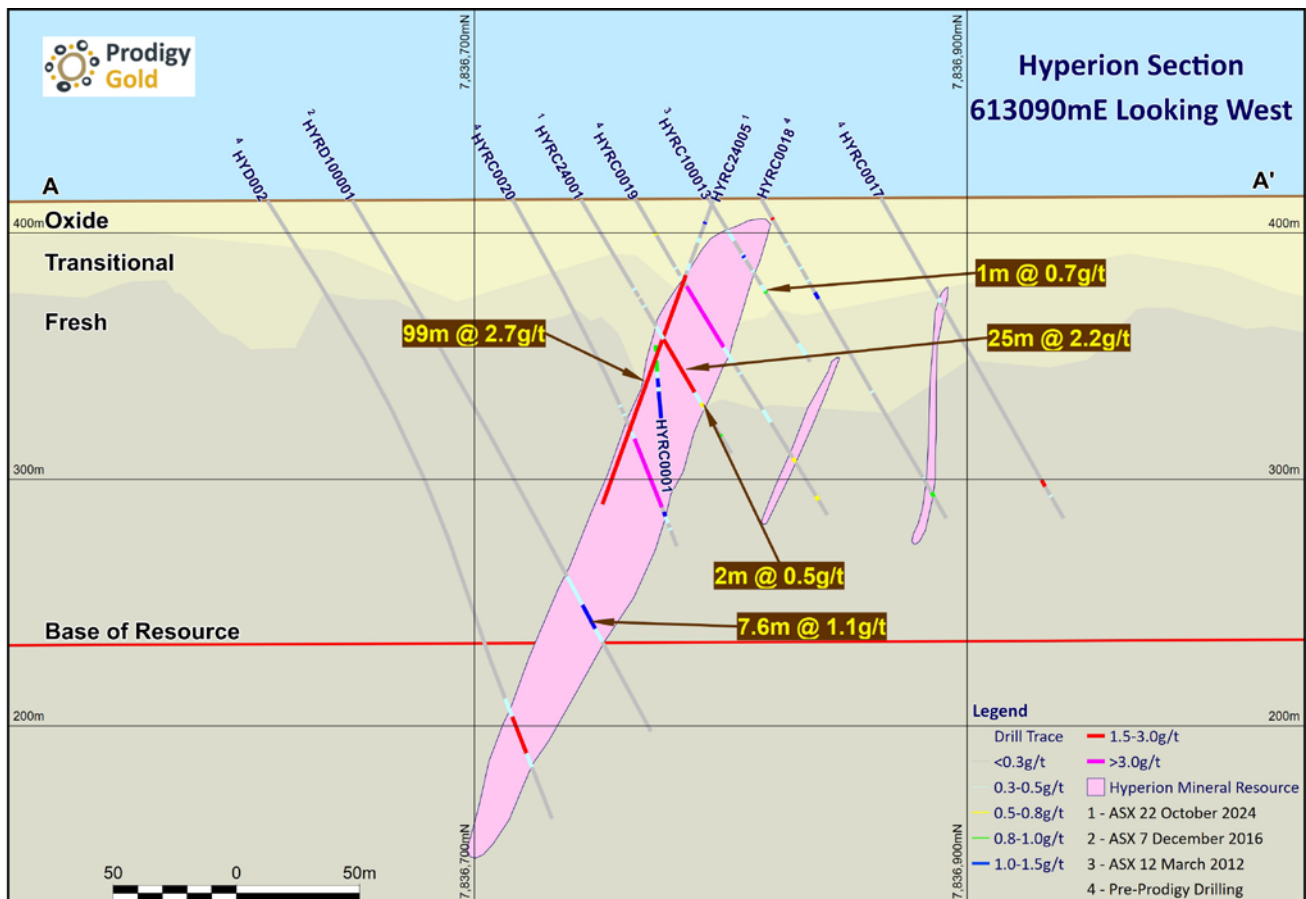 Prodigy
Gold
7,836,700mN
7,836,900mN
Hyperion Section
613090mE Looking West
4 HYD002
2 HYRD100001
4 HYRC0020
1 HYRC24001
4 HYRC0019
3 HYRC100013
HYRC24005 1
HYRC0018 4
4 HYRC0017
A
A'
400m
Oxide
400m
Transitional
Fresh
1m @ 0.7g/t
99m @ 2.7g/t
25m @ 2.2g/t
HYRC0001
300m
300m
2m @ 0.5g/t
7.6m @ 1.1g/t
Base of Resource
200m
200m
Legend
Drill Trace
<0.3g/t
0.3-0.5g/t
0.5-0.8g/t
0.8-1.0g/t
1.0-1.5g/t
1.5-3.0g/t
>3.0g/t
Hyperion Mineral Resource
1 - ASX 22 October 2024
2 - ASX 7 December 2016
3 - ASX 12 March 2012
4 - Pre-Prodigy Drilling
7,836,700mN
7,836,900mN
50 0 50m